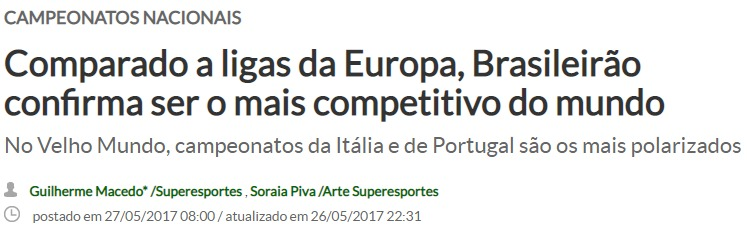 CAMPEONATOS NACIONAIS
Comparado a ligas da Europa, Brasileirão
confirma ser o mais competitivo do mundo
No Velho Mundo, campeonatos da Itália e de Portugal são os mais polarizados
Guilherme Macedo* /Superesportes , Soraia Piva /Arte Superesportes
postado em 27/05/2017 08:00 / atualizado em 26/05/2017 22:31